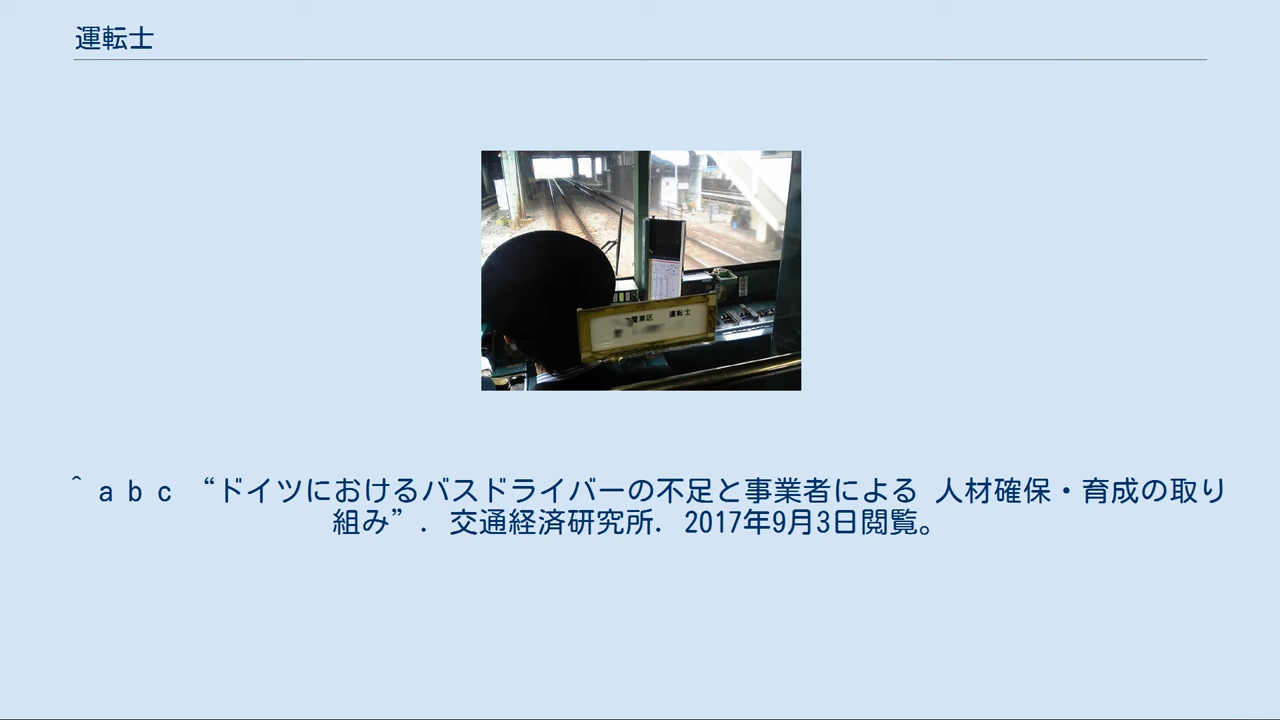 運転士
電車区 運転士
^ a b c “ドイツにおけるバスドライバーの不足と事業者による 人材確保・育成の取り
組み”. 交通経済研究所. 2017年9月3日閲覧。